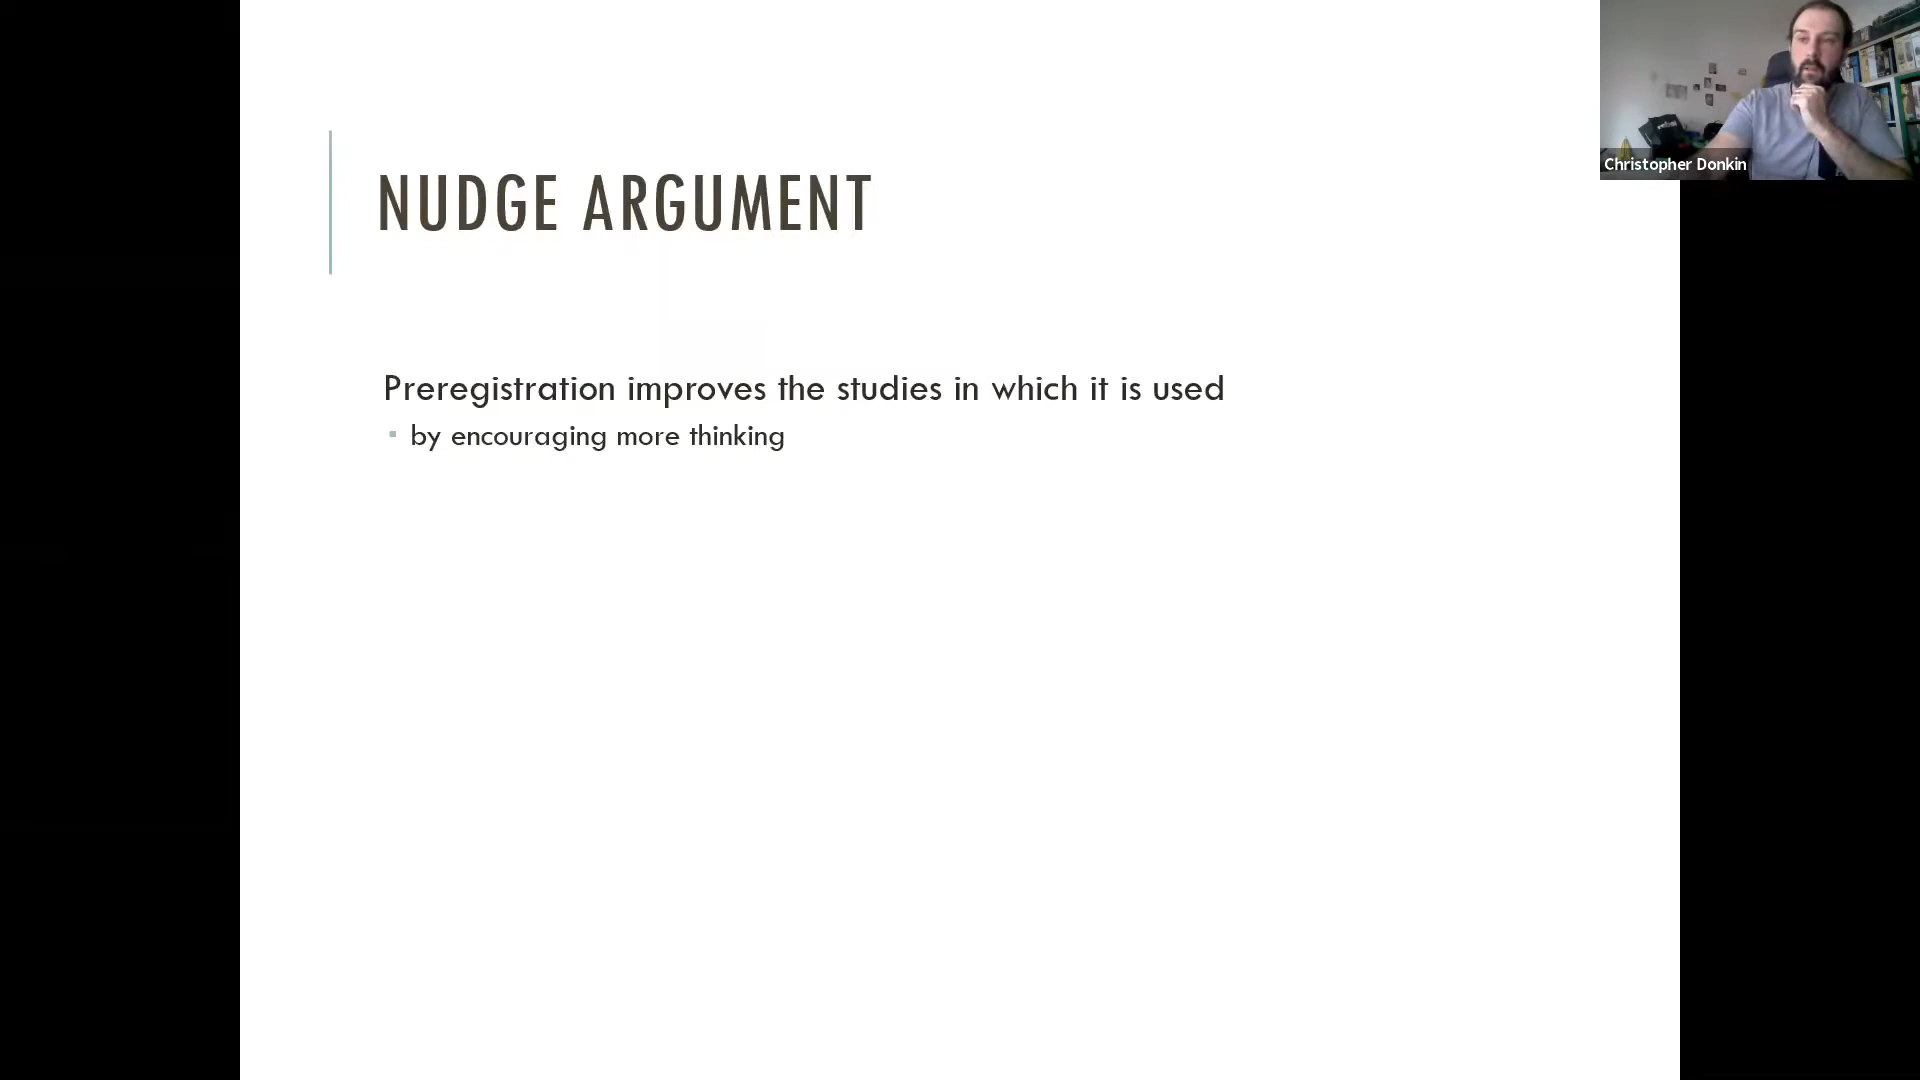 NUDGE ARGUMENT
Preregistration improves the studies in which it is used
by encouraging more thinking
Christopher Donkin